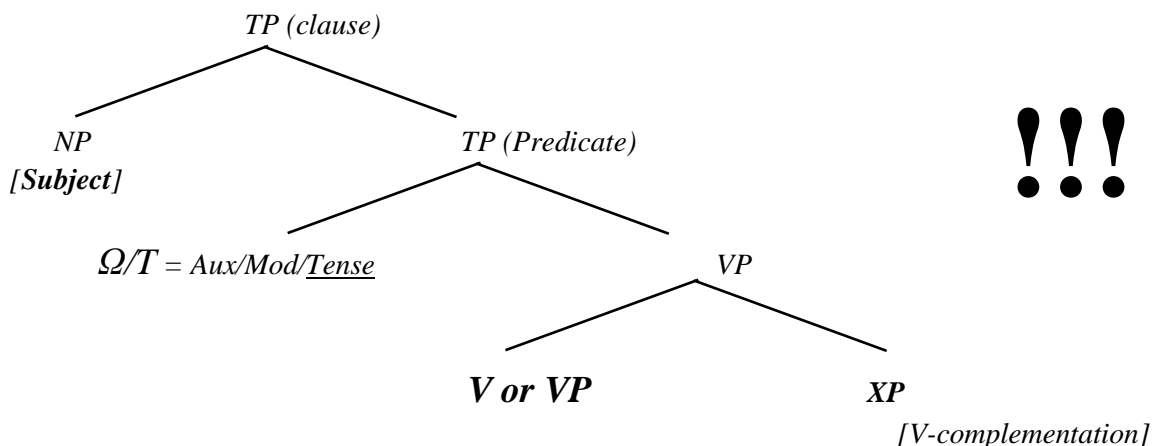 TP (clause)
NP
[Subject]
TP (Predicate)
!!!
Ω/T = Aux/Mod/Tense
VP
V or VP
XP
[V-complementation]